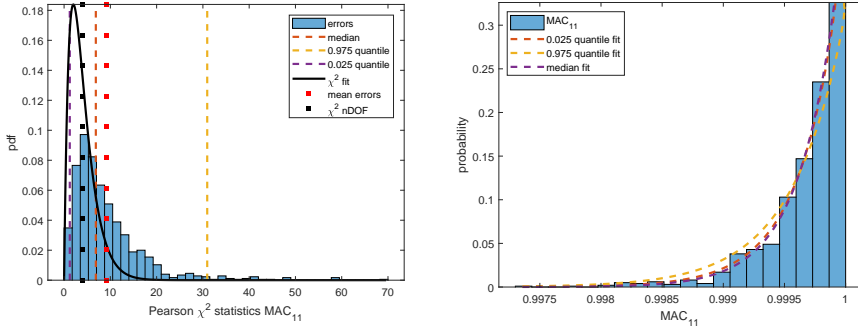 0.18
0.16
0.14
0.12
0.1
0.08
0.06
0.04
0.02
0
pdf
0 10 20 30 40 50 60 70
Pearson χ² statistics MAC₁₁
errors
median
0.975 quantile
0.025 quantile
χ² fit
mean errors
χ² nDOF
0.3
0.25
0.2
0.15
0.1
0.05
0
probability
0.9975 0.998 0.9985 0.999 0.9995 1
MAC₁₁
MAC₁₁
0.025 quantile fit
0.975 quantile fit
median fit